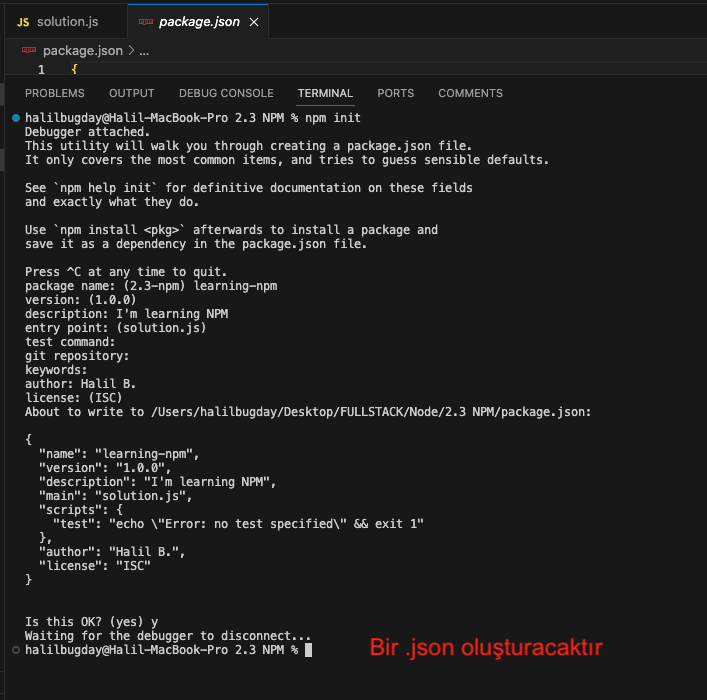 JS solution.js package.json ×
package.json > ...
1 {
PROBLEMS OUTPUT DEBUG CONSOLE TERMINAL PORTS COMMENTS
halilbugday@Halil-MacBook-Pro 2.3 NPM % npm init
Debugger attached.
This utility will walk you through creating a package.json file.
It only covers the most common items, and tries to guess sensible defaults.
See `npm help init` for definitive documentation on these fields
and exactly what they do.
Use `npm install <pkg>` afterwards to install a package and
save it as a dependency in the package.json file.
Press ^C at any time to quit.
package name: (2.3-npm) learning-npm
version: (1.0.0)
description: I'm learning NPM
entry point: (solution.js)
test command:
git repository:
keywords:
author: Halil B.
license: (ISC)
About to write to /Users/halilbugday/Desktop/FULLSTACK/Node/2.3 NPM/package.json:
{
  "name": "learning-npm",
  "version": "1.0.0",
  "description": "I'm learning NPM",
  "main": "solution.js",
  "scripts": {
    "test": "echo \"Error: no test specified\" && exit 1"
  },
  "author": "Halil B.",
  "license": "ISC"
}
Is this OK? (yes) y
Waiting for the debugger to disconnect...
halilbugday@Halil-MacBook-Pro 2.3 NPM %
Bir .json oluşturacaktır